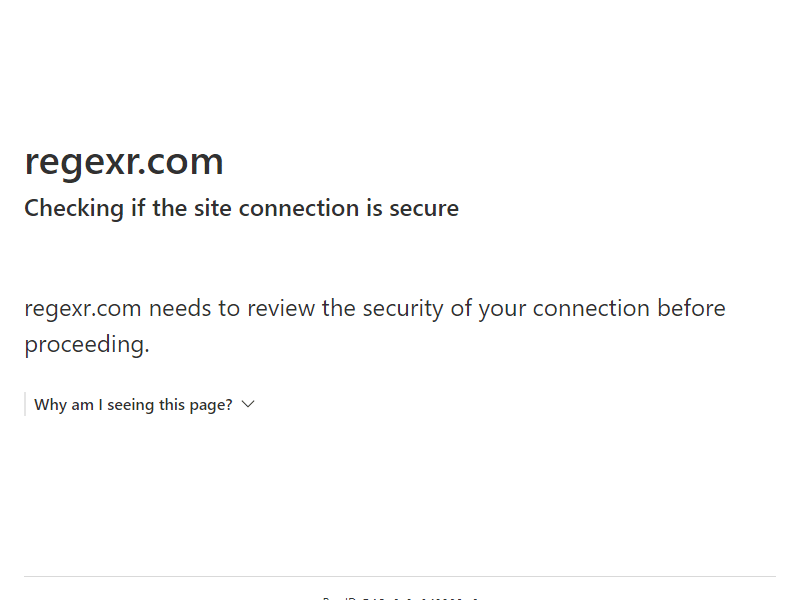 regexr.com
Checking if the site connection is secure
regexr.com needs to review the security of your connection before
proceeding.
Why am I seeing this page?